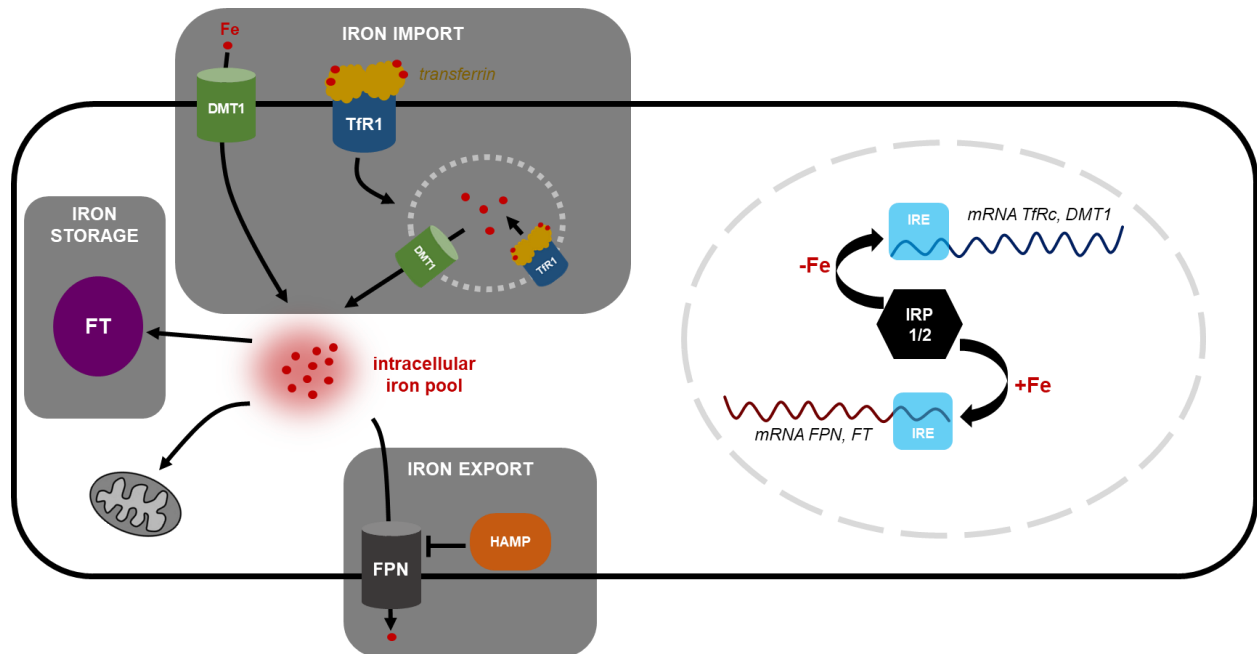 Fe
IRON IMPORT
DMT1
TfR1
transferrin
DMT1
TfR1
IRON
STORAGE
FT
intracellular
iron pool
IRON EXPORT
FPN
HAMP
IRE
mRNA TfRc, DMT1
-Fe
IRP
1/2
+Fe
mRNA FPN, FT
IRE